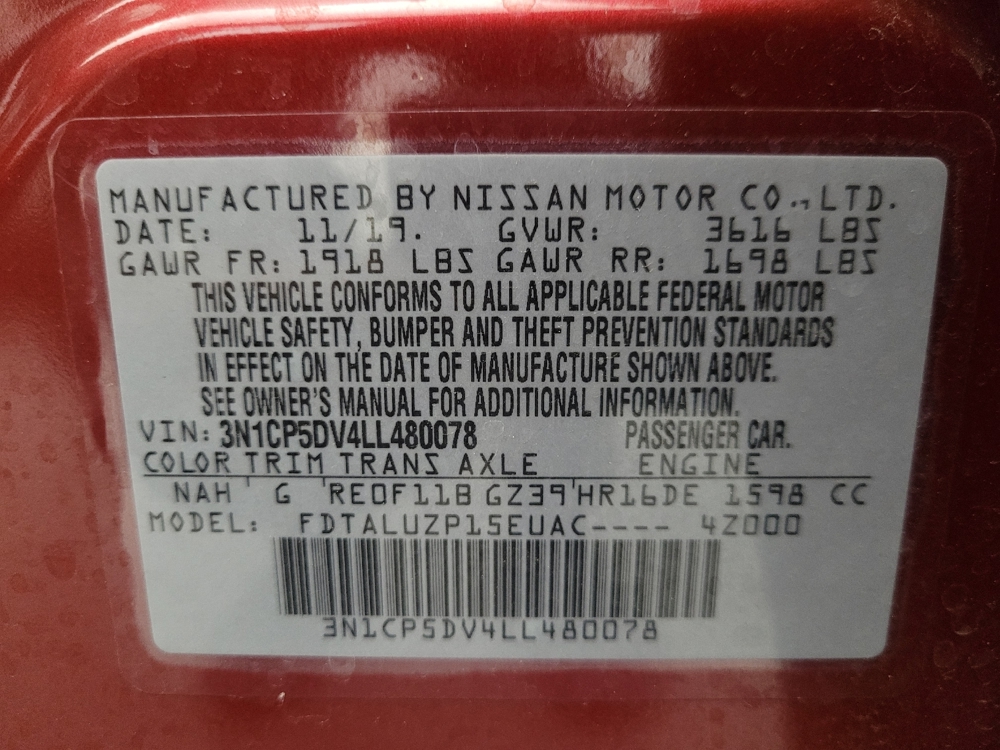 MANUFACTURED BY NISSAN MOTOR CO., LTD.
DATE: 11/19. GVWR: 3616 LBS
GAWR FR: 1918 LBS GAWR RR: 1698 LBS
THIS VEHICLE CONFORMS TO ALL APPLICABLE FEDERAL MOTOR
VEHICLE SAFETY, BUMPER AND THEFT PREVENTION STANDARDS
IN EFFECT ON THE DATE OF MANUFACTURE SHOWN ABOVE.
SEE OWNER'S MANUAL FOR ADDITIONAL INFORMATION.
VIN: 3N1CP5DV4LL480078 PASSENGER CAR.
COLOR TRIM TRANS AXLE ENGINE
NAH G RE0F11B GZ39 HR16DE 1598 CC
MODEL: FDTALUZP15EUAC---- 4Z000
3N1CP5DV4LL480078